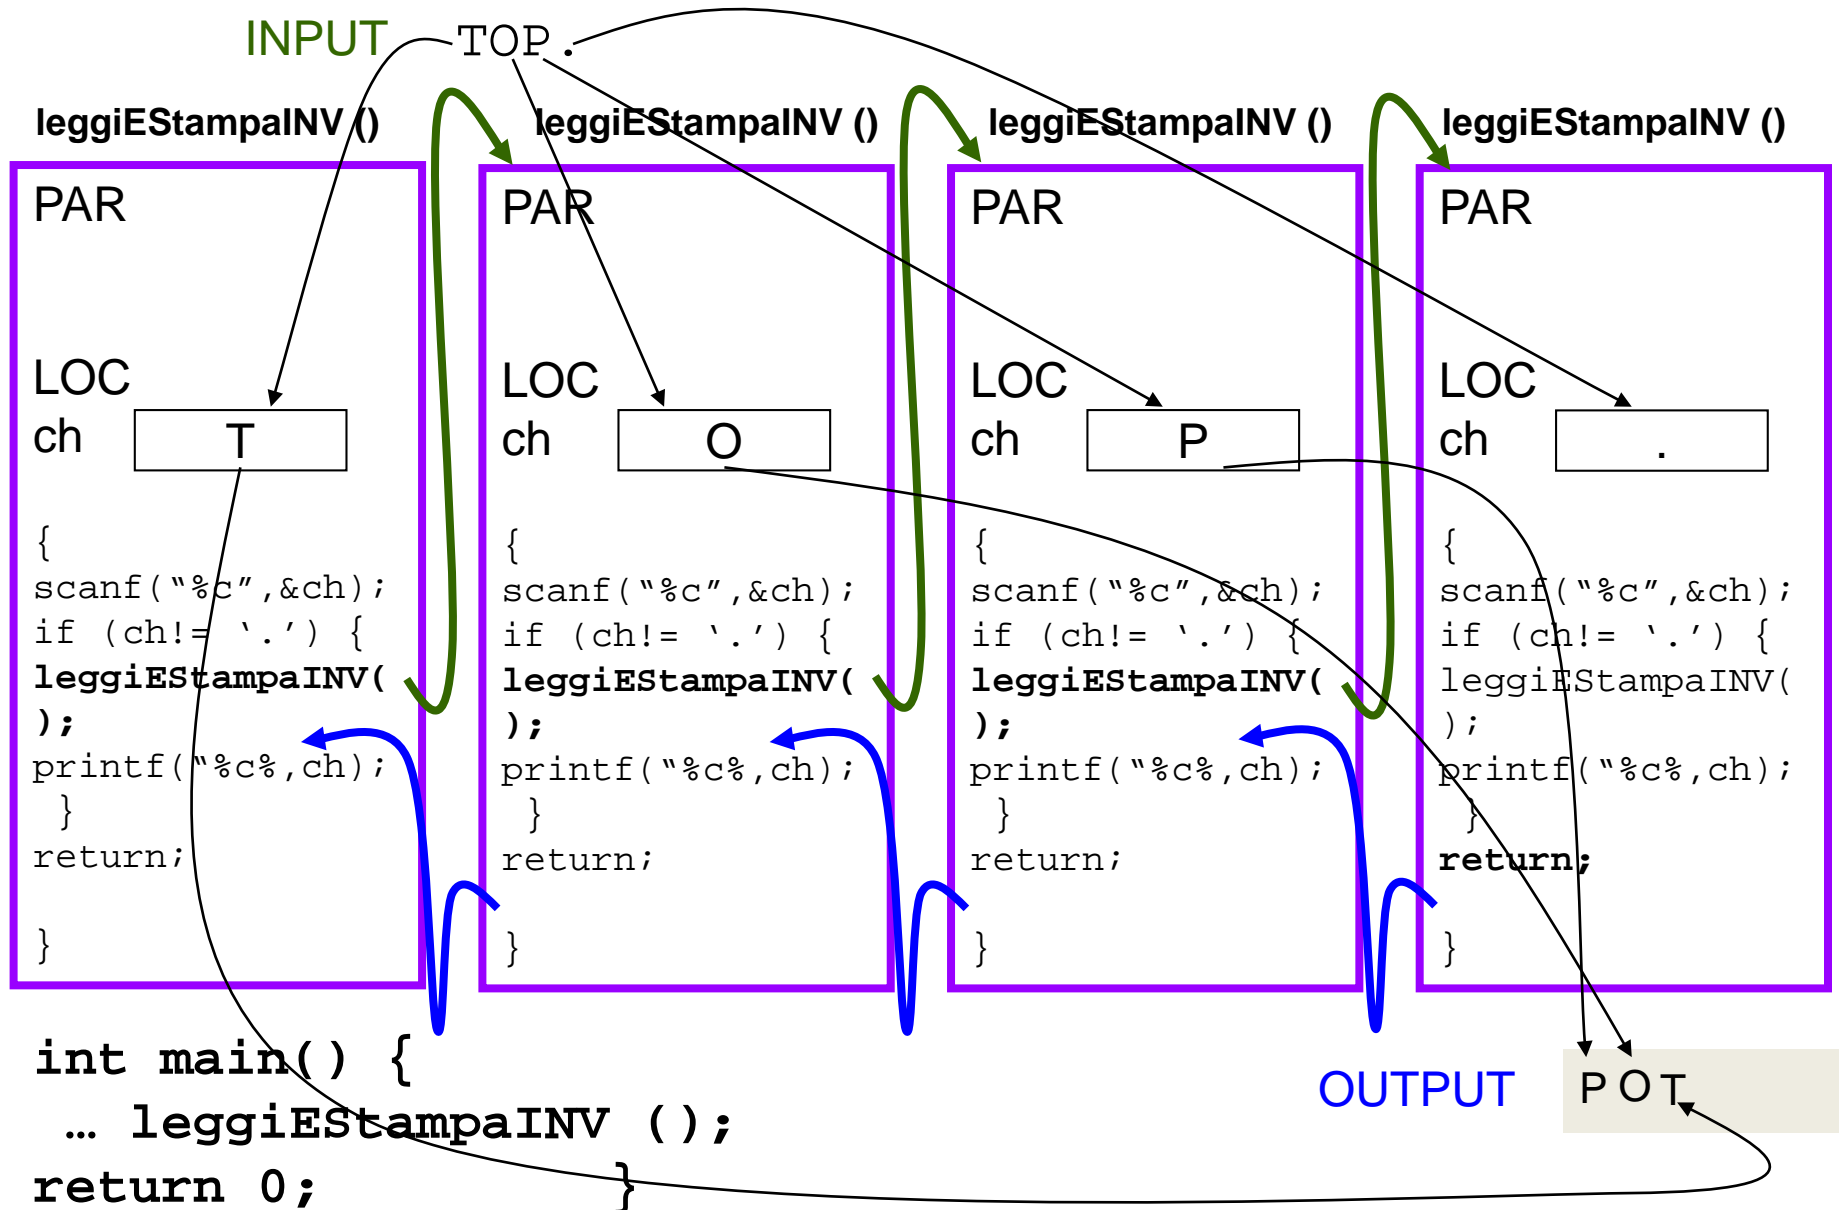 INPUT TOP.
leggiEStampaINV ()
PAR
LOC
ch T
{
scanf(“%c”,&ch);
if (ch!= ‘.’) {
leggiEStampaINV(
);
printf(“%c%,ch);
}
return;
}
leggiEStampaINV ()
PAR
LOC
ch O
{
scanf(“%c”,&ch);
if (ch!= ‘.’) {
leggiEStampaINV(
);
printf(“%c%,ch);
}
return;
}
leggiEStampaINV ()
PAR
LOC
ch P
{
scanf(“%c”,&ch);
if (ch!= ‘.’) {
leggiEStampaINV(
);
printf(“%c%,ch);
}
return;
}
leggiEStampaINV ()
PAR
LOC
ch .
{
scanf(“%c”,&ch);
if (ch!= ‘.’) {
leggiEStampaINV(
);
printf(“%c%,ch);
}
return;
}
int main() {
… leggiEStampaINV ();
return 0; }
OUTPUT P O T